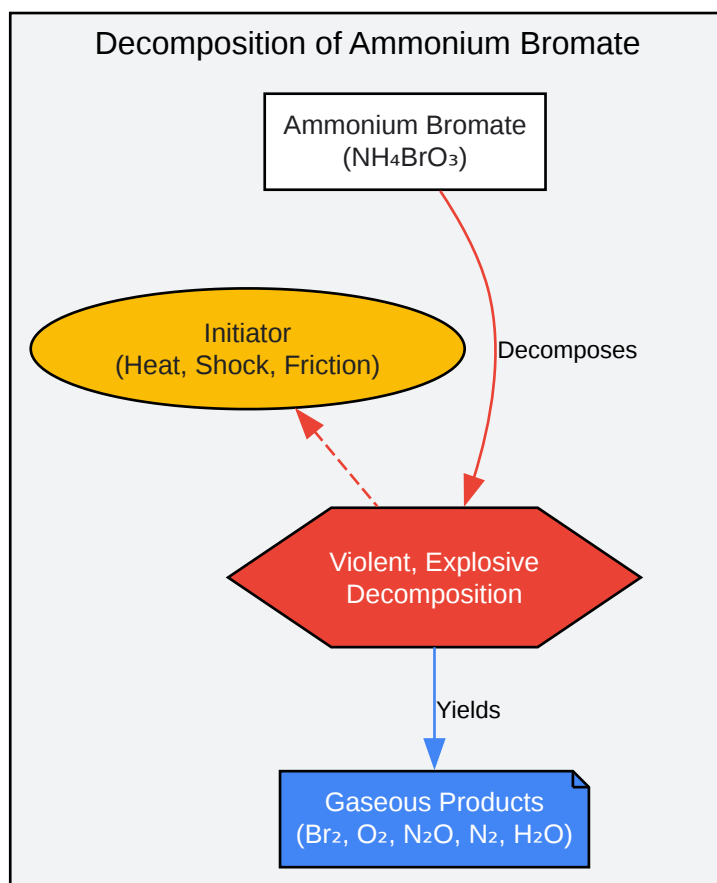 Decomposition of Ammonium Bromate
Ammonium Bromate
(NH₄BrO₃)
Initiator
(Heat, Shock, Friction)
Decomposes
Violent, Explosive
Decomposition
Yields
Gaseous Products
(Br₂, O₂, N₂O, N₂, H₂O)